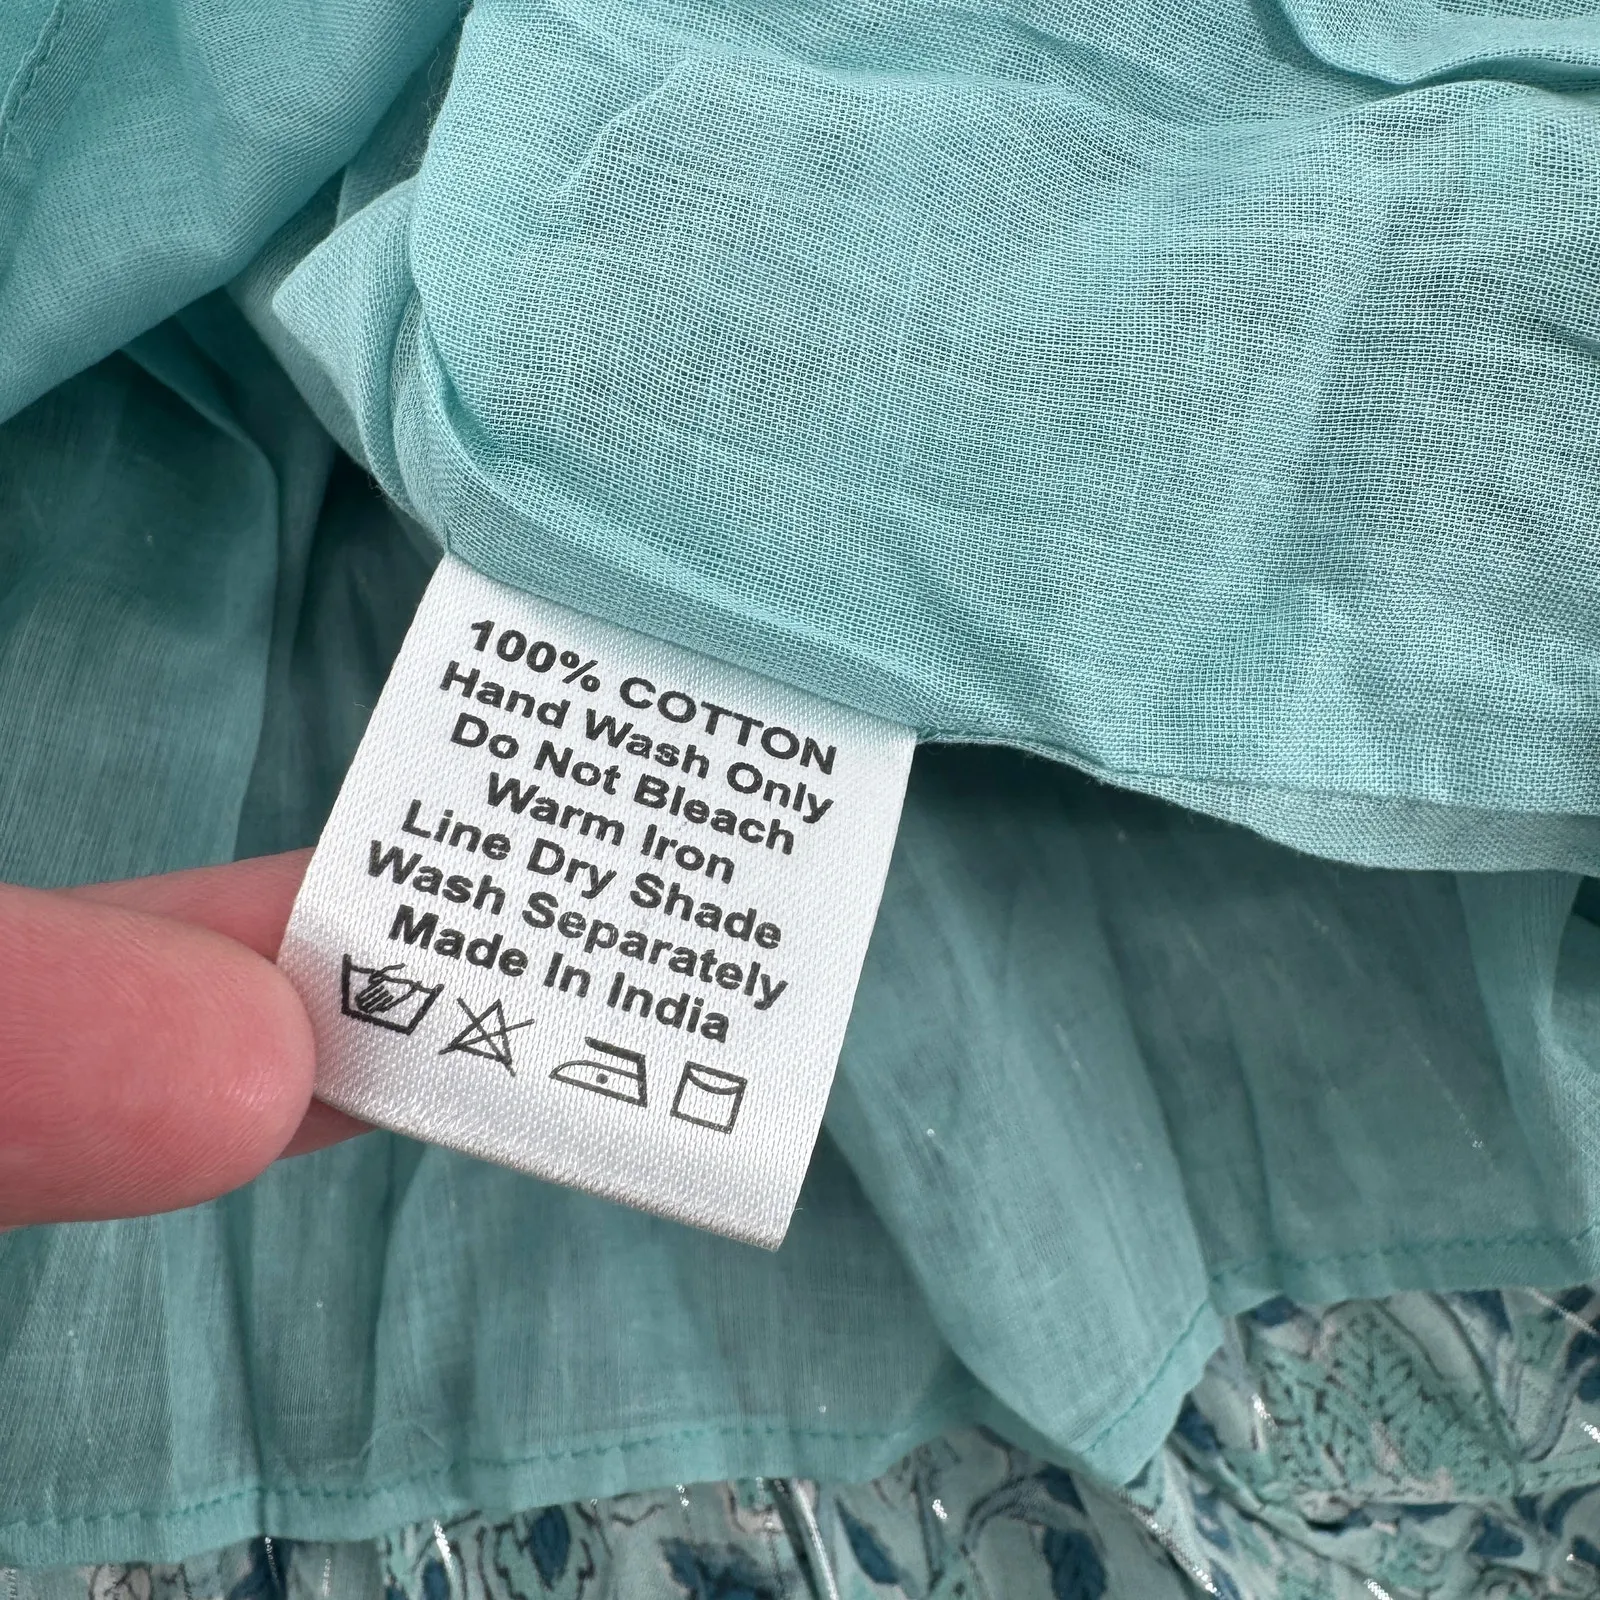 100% COTTON
Hand Wash Only
Do Not Bleach
Warm Iron
Line Dry Shade
Wash Separately
Made In India